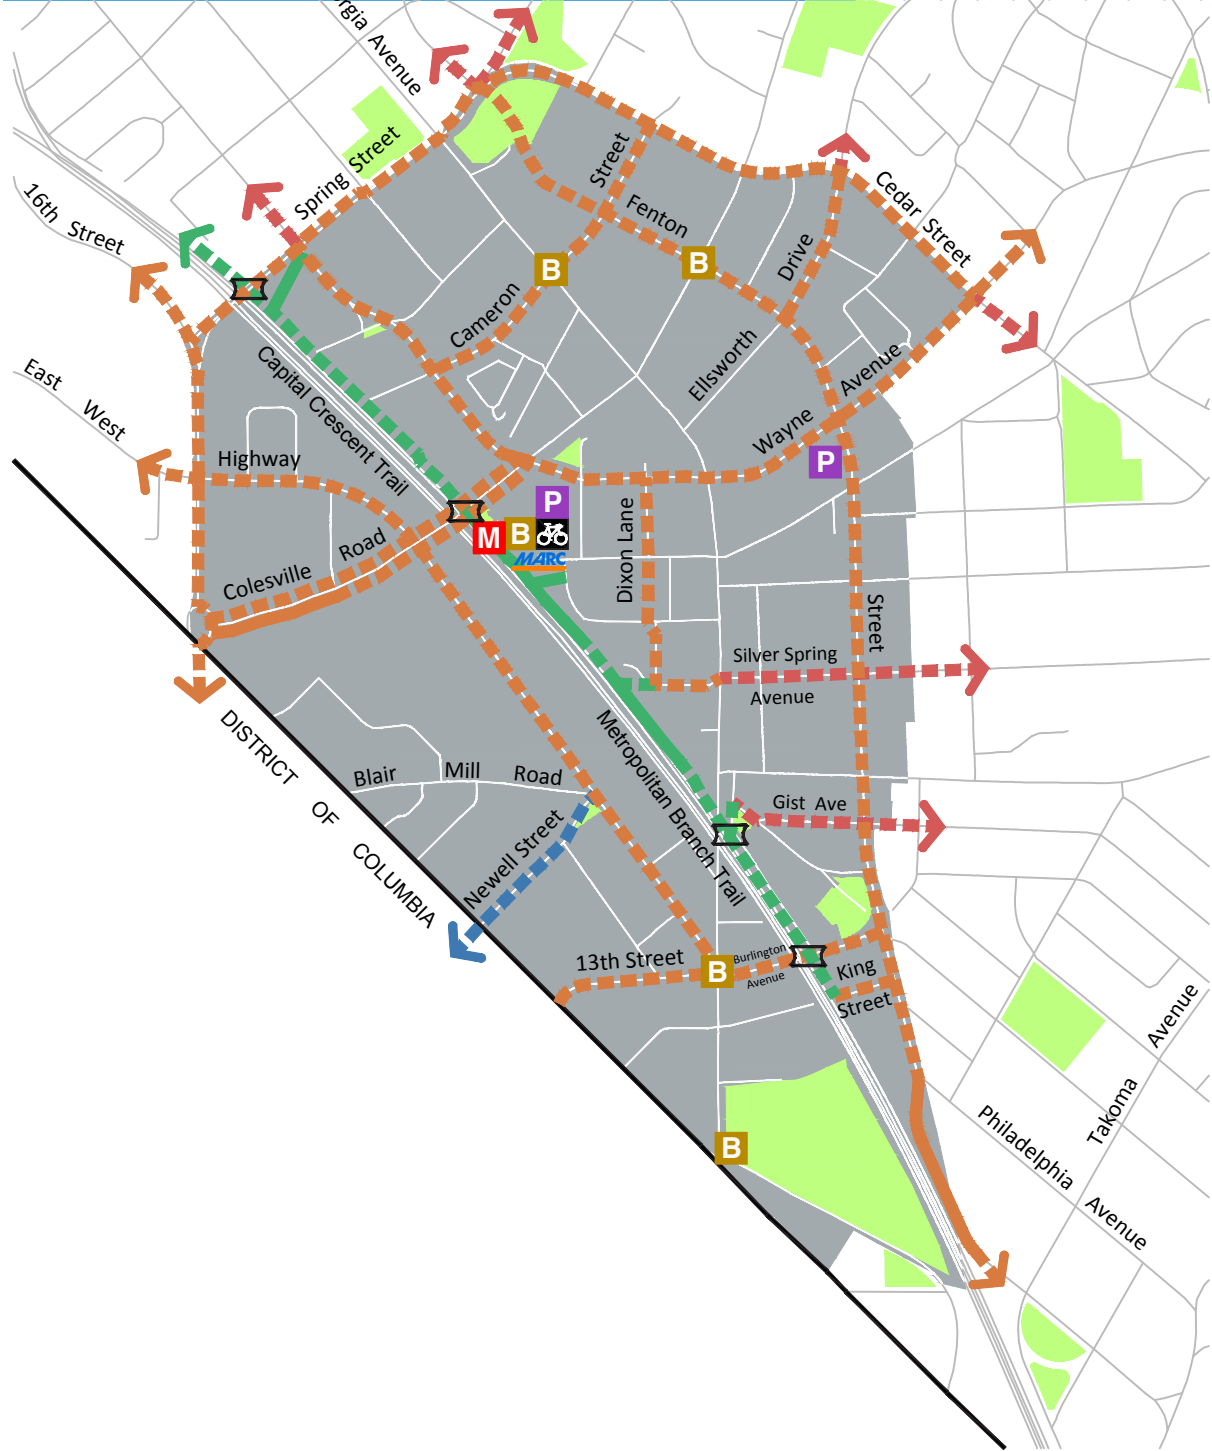 rgia Avenue
Spring Street
16th Street
Street
Fenton
Cedar Street
Drive
B
B
Cameron
Capital Crescent Trail
Ellsworth
Avenue
Wayne
East
West
Highway
P
P
B
M
MARC
Dixon Lane
Road
Colesville
Street
Silver Spring
Avenue
DISTRICT
OF
COLUMBIA
Metropolitan Branch Trail
Blair Mill Road
Gist Ave
Newell Street
13th Street
B
Burlington
Avenue
King
Street
B
Takoma Avenue
Philadelphia Avenue